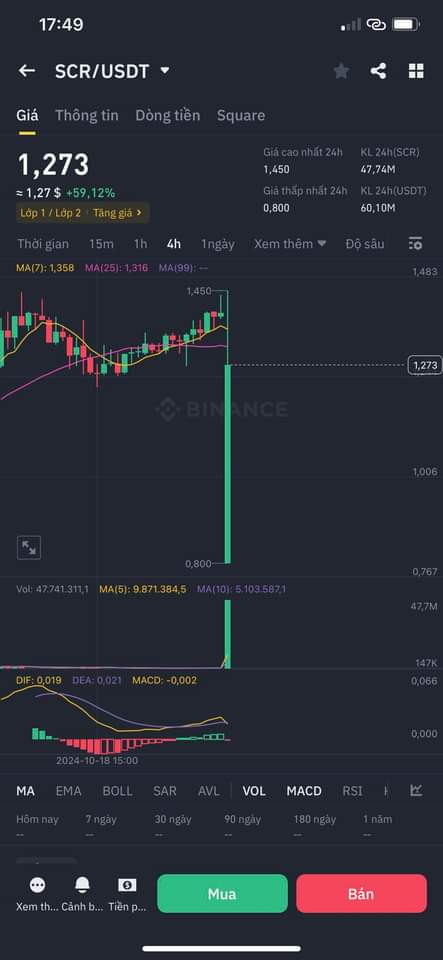 17:49
SCR/USDT
Giá Thông tin Dòng tiền Square
1,273
≈ 1,27 $ +59,12%
Lớp 1 / Lớp 2 Tăng giá >
Giá cao nhất 24h KL 24h(SCR)
1,450 47,74M
Giá thấp nhất 24h KL 24h(USDT)
0,800 60,10M
Thời gian 15m 1h 4h 1ngày Xem thêm Độ sâu
MA(7): 1,358 MA(25): 1,316 MA(99): --
1,483
1,450
1,273
BINANCE
1,006
0,800
0,767
Vol: 47.741.311,1 MA(5): 9.871.384,5 MA(10): 5.103.587,1
47,7M
147K
DIF: 0,019 DEA: 0,021 MACD: -0,002
0,066
0,000
2024-10-18 15:00
MA EMA BOLL SAR AVL VOL MACD RSI
Hôm nay 7 ngày 30 ngày 90 ngày 180 ngày 1 năm
-- -- -- -- -- --
Xem th... Cảnh b... Tiền p...
Mua Bán